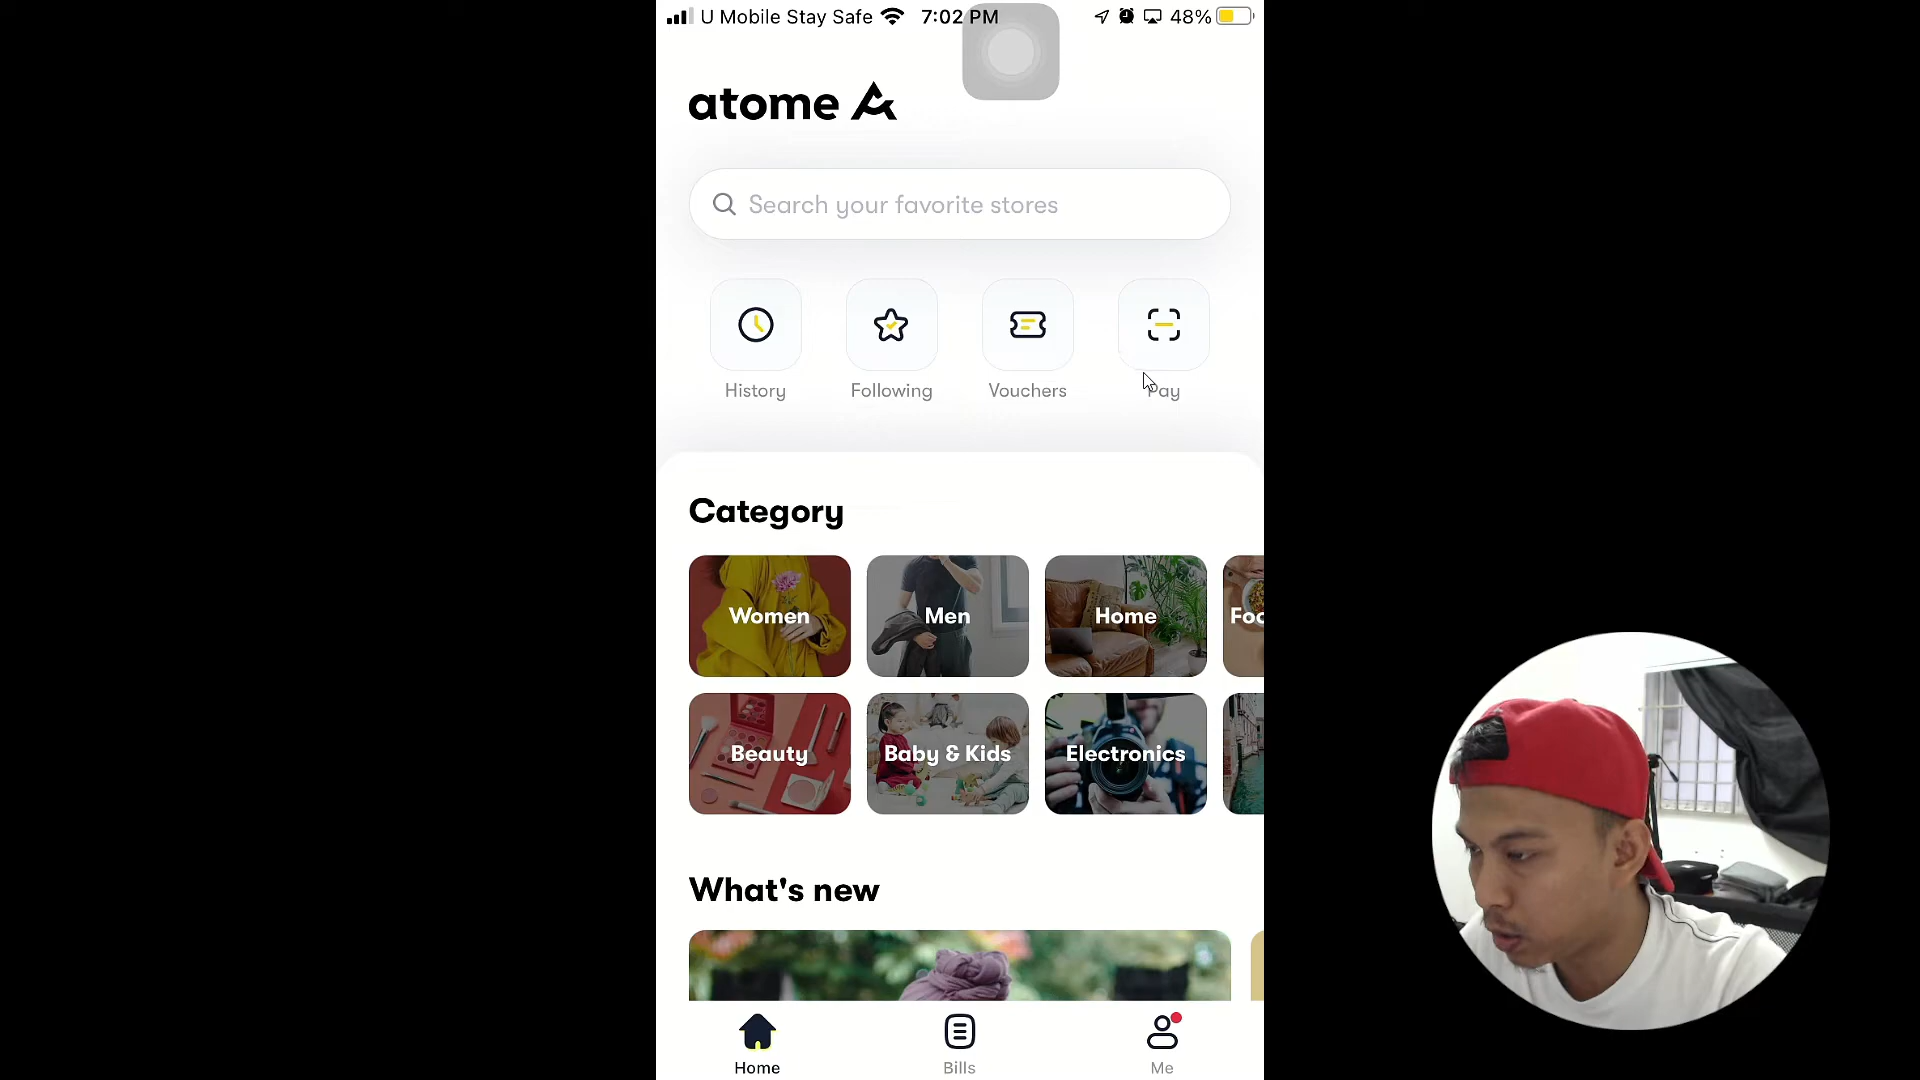 U Mobile Stay Safe 7:02 PM 48%
atome
Search your favorite stores
History Following Vouchers Pay
Category
Women Men Home Foo
Beauty Baby & Kids Electronics
What's new
Home Bills Me